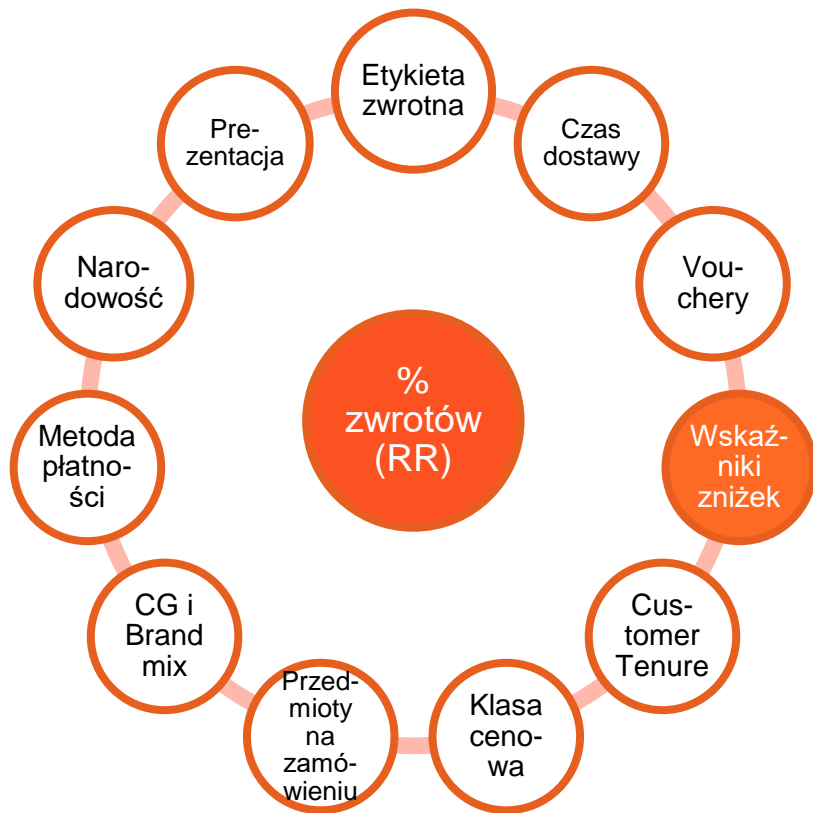 Etykieta
zwrotna
Czas
dostawy
Vou-
chery
Wskaź-
niki
zniżek
Cus-
tomer
Tenure
Klasa
ceno-
wa
Przed-
mioty
na
zamó-
wieniu
CG i
Brand
mix
Metoda
płatno-
ści
Naro-
dowość
Pre-
zentacja
%
zwrotów
(RR)